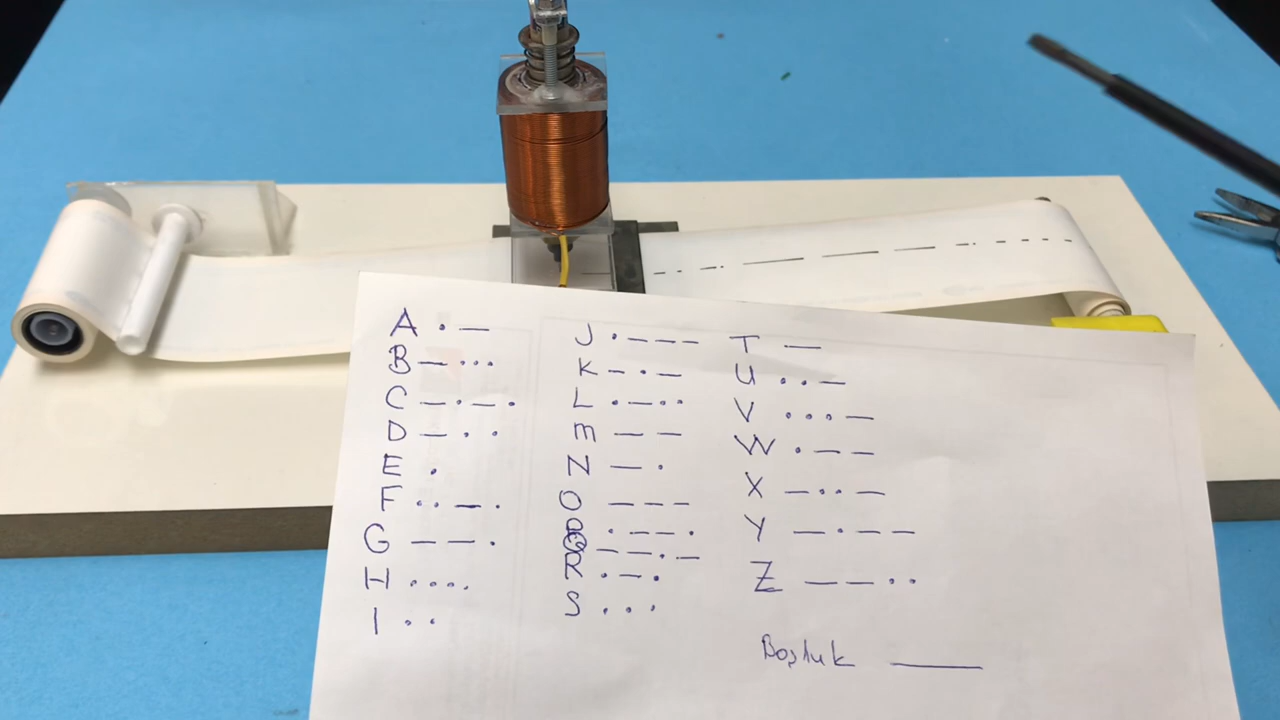 A · —
B — · · ·
C — · — ·
D — · ·
E ·
F · · — ·
G — — ·
H · · · ·
I · ·
J · — — —
K — · —
L · — · ·
m — —
N — ·
O — — —
· — — ·
— — · —
R · — ·
S · · ·
T —
U · · —
V · · · —
W · — —
X — · · —
Y — · — —
Z — — · ·
Boşluk ——